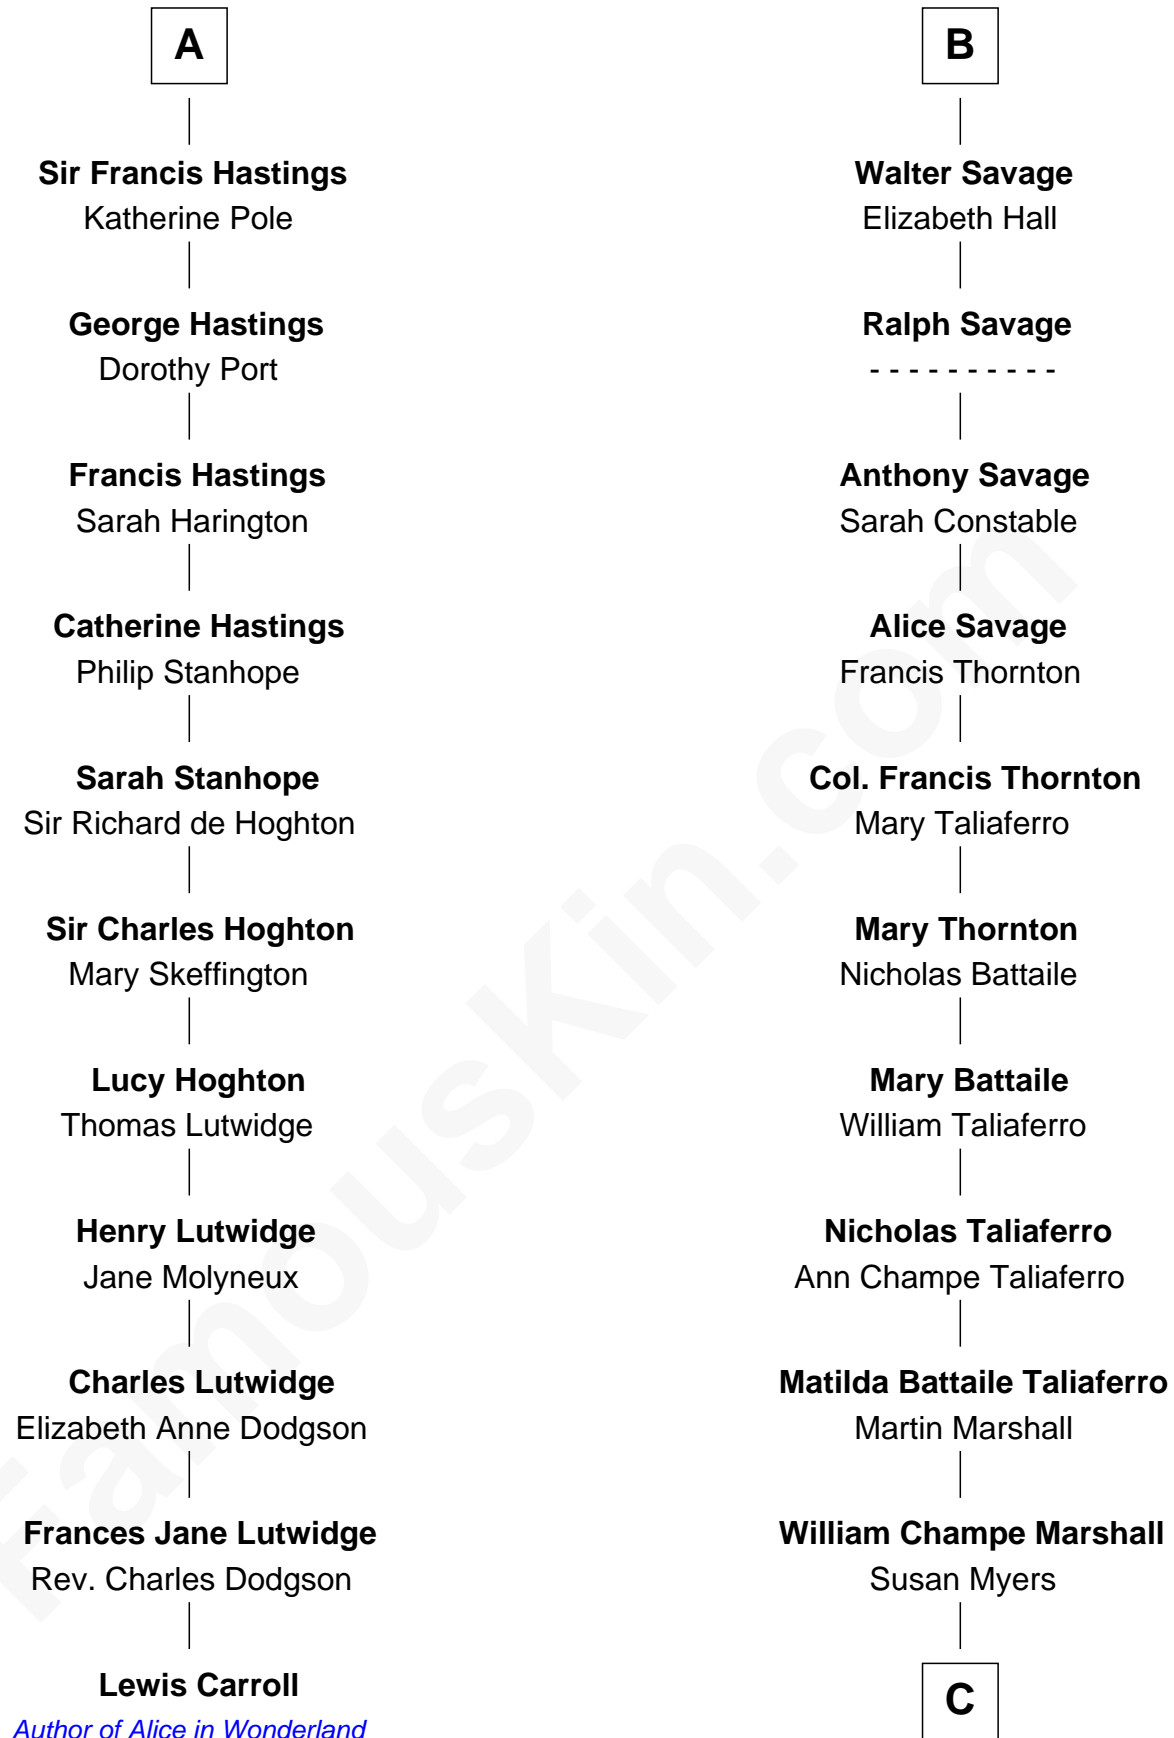 A
Sir Francis Hastings
Katherine Pole
George Hastings
Dorothy Port
Francis Hastings
Sarah Harington
Catherine Hastings
Philip Stanhope
Sarah Stanhope
Sir Richard de Hoghton
Sir Charles Hoghton
Mary Skeffington
Lucy Hoghton
Thomas Lutwidge
Henry Lutwidge
Jane Molyneux
Charles Lutwidge
Elizabeth Anne Dodgson
Frances Jane Lutwidge
Rev. Charles Dodgson
Lewis Carroll
Author of Alice in Wonderland
B
Walter Savage
Elizabeth Hall
Ralph Savage
- - - - - - - - - -
Anthony Savage
Sarah Constable
Alice Savage
Francis Thornton
Col. Francis Thornton
Mary Taliaferro
Mary Thornton
Nicholas Battaile
Mary Battaile
William Taliaferro
Nicholas Taliaferro
Ann Champe Taliaferro
Matilda Battaile Taliaferro
Martin Marshall
William Champe Marshall
Susan Myers
C
FamousKin.com